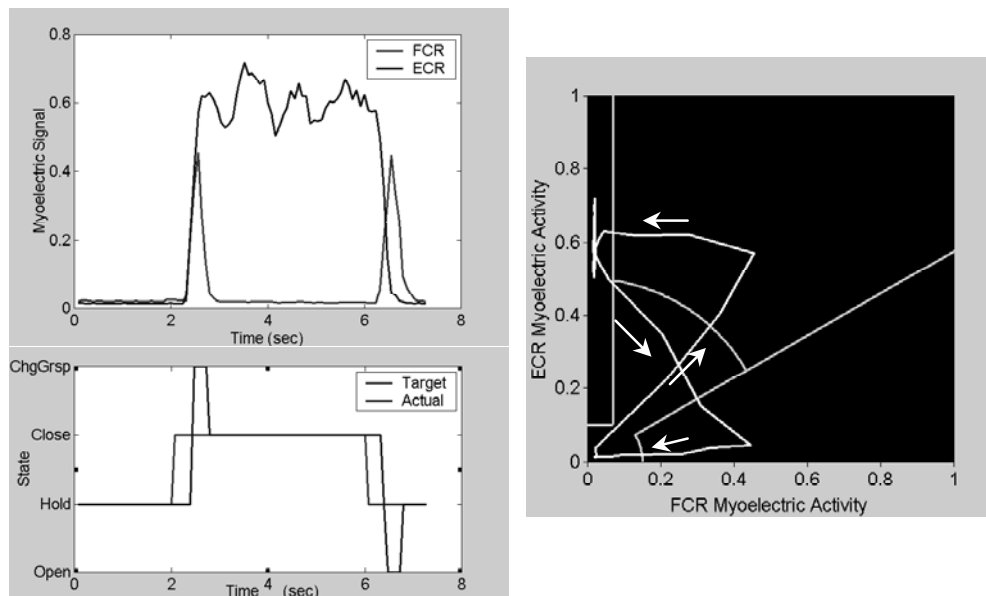 FCR
ECR
Myoelectric Signal
0.8
0.6
0.4
0.2
0
0
2
4
6
8
Time (sec)
Target
Actual
State
ChgGrsp
Close
Hold
Open
0
2
4
6
8
Time (sec)
ECR Myoelectric Activity
1
0.8
0.6
0.4
0.2
0
0
0.2
0.4
0.6
0.8
1
FCR Myoelectric Activity